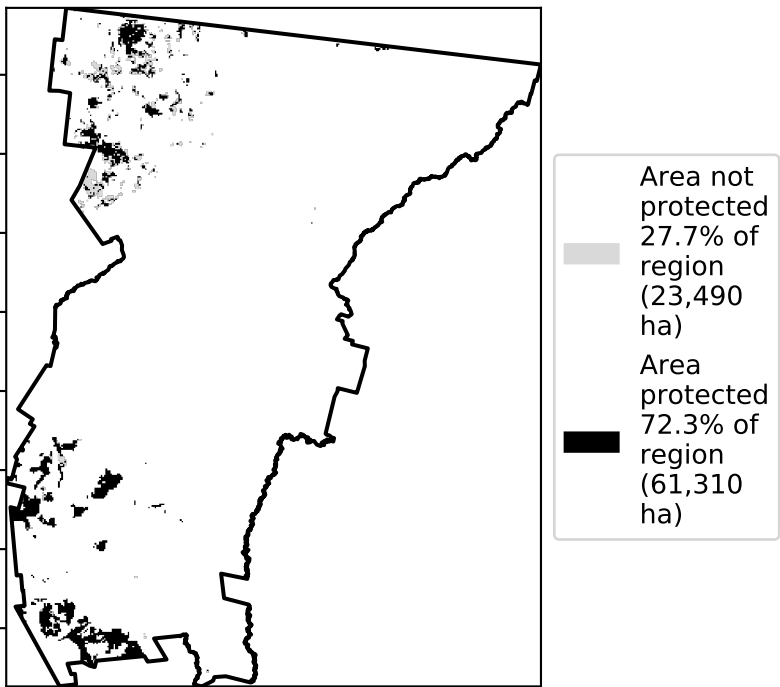 Area not
protected
27.7% of
region
(23,490
ha)
Area
protected
72.3% of
region
(61,310
ha)